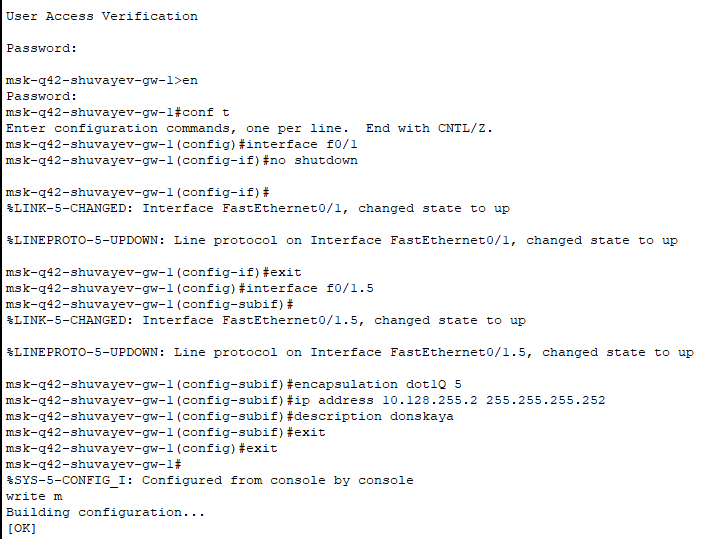 User Access Verification
Password:
msk-q42-shuvayev-gw-1>en
Password:
msk-q42-shuvayev-gw-1#conf t
Enter configuration commands, one per line.  End with CNTL/Z.
msk-q42-shuvayev-gw-1(config)#interface f0/1
msk-q42-shuvayev-gw-1(config-if)#no shutdown
msk-q42-shuvayev-gw-1(config-if)#
%LINK-5-CHANGED: Interface FastEthernet0/1, changed state to up
%LINEPROTO-5-UPDOWN: Line protocol on Interface FastEthernet0/1, changed state to up
msk-q42-shuvayev-gw-1(config-if)#exit
msk-q42-shuvayev-gw-1(config)#interface f0/1.5
msk-q42-shuvayev-gw-1(config-subif)#
%LINK-5-CHANGED: Interface FastEthernet0/1.5, changed state to up
%LINEPROTO-5-UPDOWN: Line protocol on Interface FastEthernet0/1.5, changed state to up
msk-q42-shuvayev-gw-1(config-subif)#encapsulation dot1Q 5
msk-q42-shuvayev-gw-1(config-subif)#ip address 10.128.255.2 255.255.255.252
msk-q42-shuvayev-gw-1(config-subif)#description donskaya
msk-q42-shuvayev-gw-1(config-subif)#exit
msk-q42-shuvayev-gw-1(config)#exit
msk-q42-shuvayev-gw-1#
%SYS-5-CONFIG_I: Configured from console by console
write m
Building configuration...
[OK]